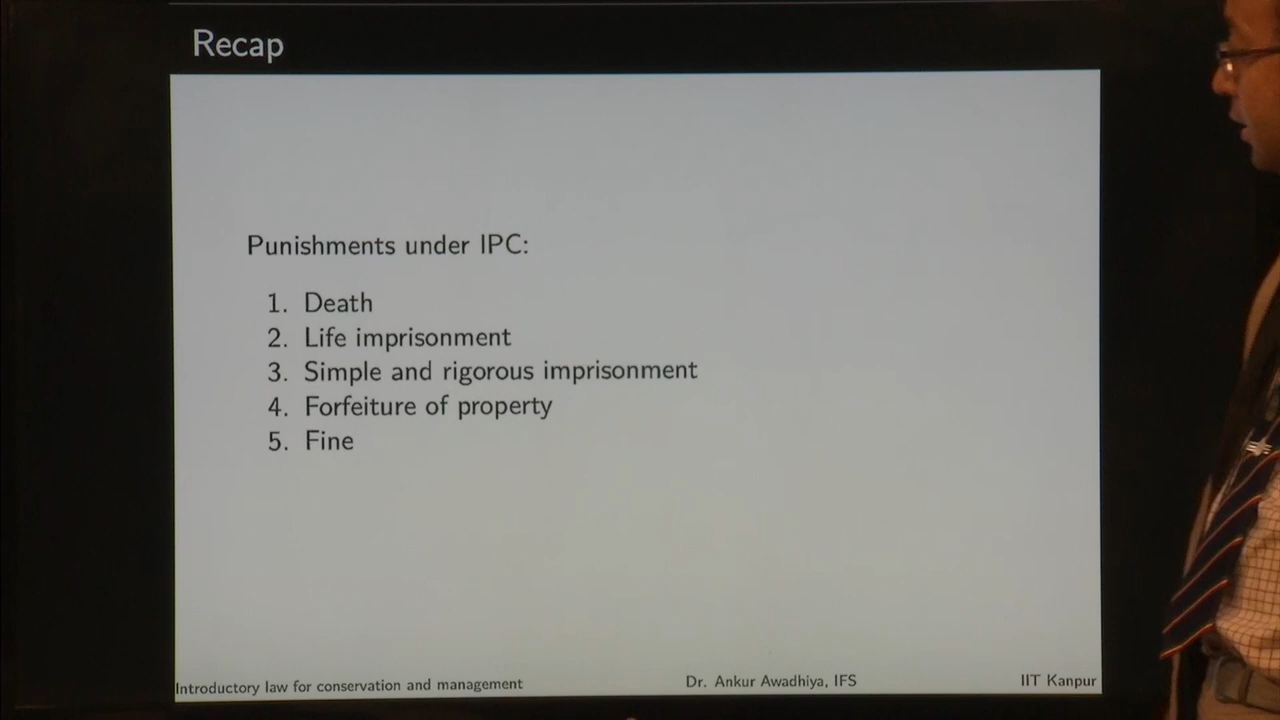 Recap
Punishments under IPC:
1. Death
2. Life imprisonment
3. Simple and rigorous imprisonment
4. Forfeiture of property
5. Fine
Introductory law for conservation and management Dr. Ankur Awadhiya, IFS IIT Kanpur